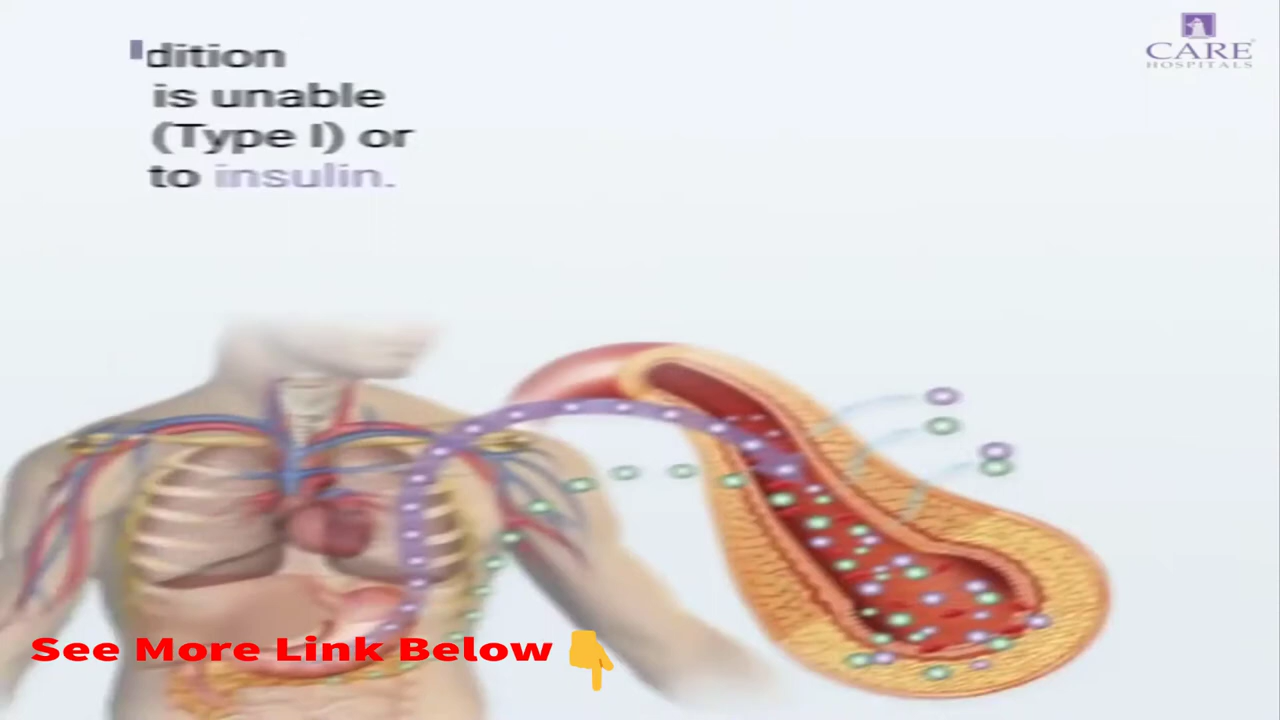 dition
is unable
(Type I) or
to insulin.
CARE
HOSPITALS
See More Link Below